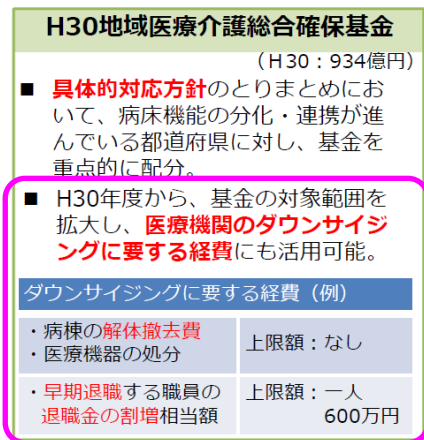 H30地域医療介護総合確保基金
（H30：934億円）
■ 具体的対応方針のとりまとめにお
いて、病床機能の分化・連携が進
んでいる都道府県に対し、基金を
重点的に配分。
■ H30年度から、基金の対象範囲を
拡大し、医療機関のダウンサイジ
ングに要する経費にも活用可能。
ダウンサイジングに要する経費（例）
・病棟の解体撤去費
・医療機器の処分
上限額：なし
・早期退職する職員の
退職金の割増相当額
上限額：一人
600万円